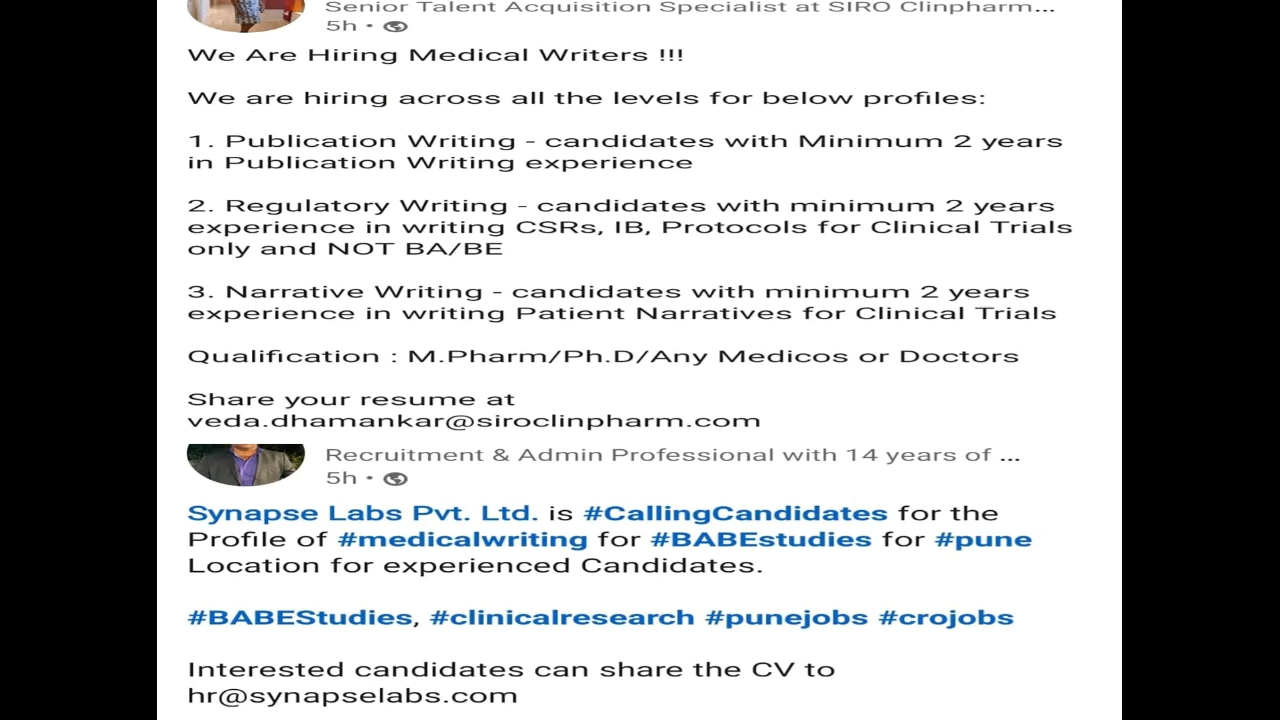 Senior Talent Acquisition Specialist at SIRO Clinpharm...
5h •
We Are Hiring Medical Writers !!!
We are hiring across all the levels for below profiles:
1. Publication Writing - candidates with Minimum 2 years
in Publication Writing experience
2. Regulatory Writing - candidates with minimum 2 years
experience in writing CSRs, IB, Protocols for Clinical Trials
only and NOT BA/BE
3. Narrative Writing - candidates with minimum 2 years
experience in writing Patient Narratives for Clinical Trials
Qualification : M.Pharm/Ph.D/Any Medicos or Doctors
Share your resume at
veda.dhamankar@siroclinpharm.com
Recruitment & Admin Professional with 14 years of ...
5h •
Synapse Labs Pvt. Ltd. is #CallingCandidates for the
Profile of #medicalwriting for #BABEstudies for #pune
Location for experienced Candidates.
#BABEStudies, #clinicalresearch #punejobs #crojobs
Interested candidates can share the CV to
hr@synapselabs.com